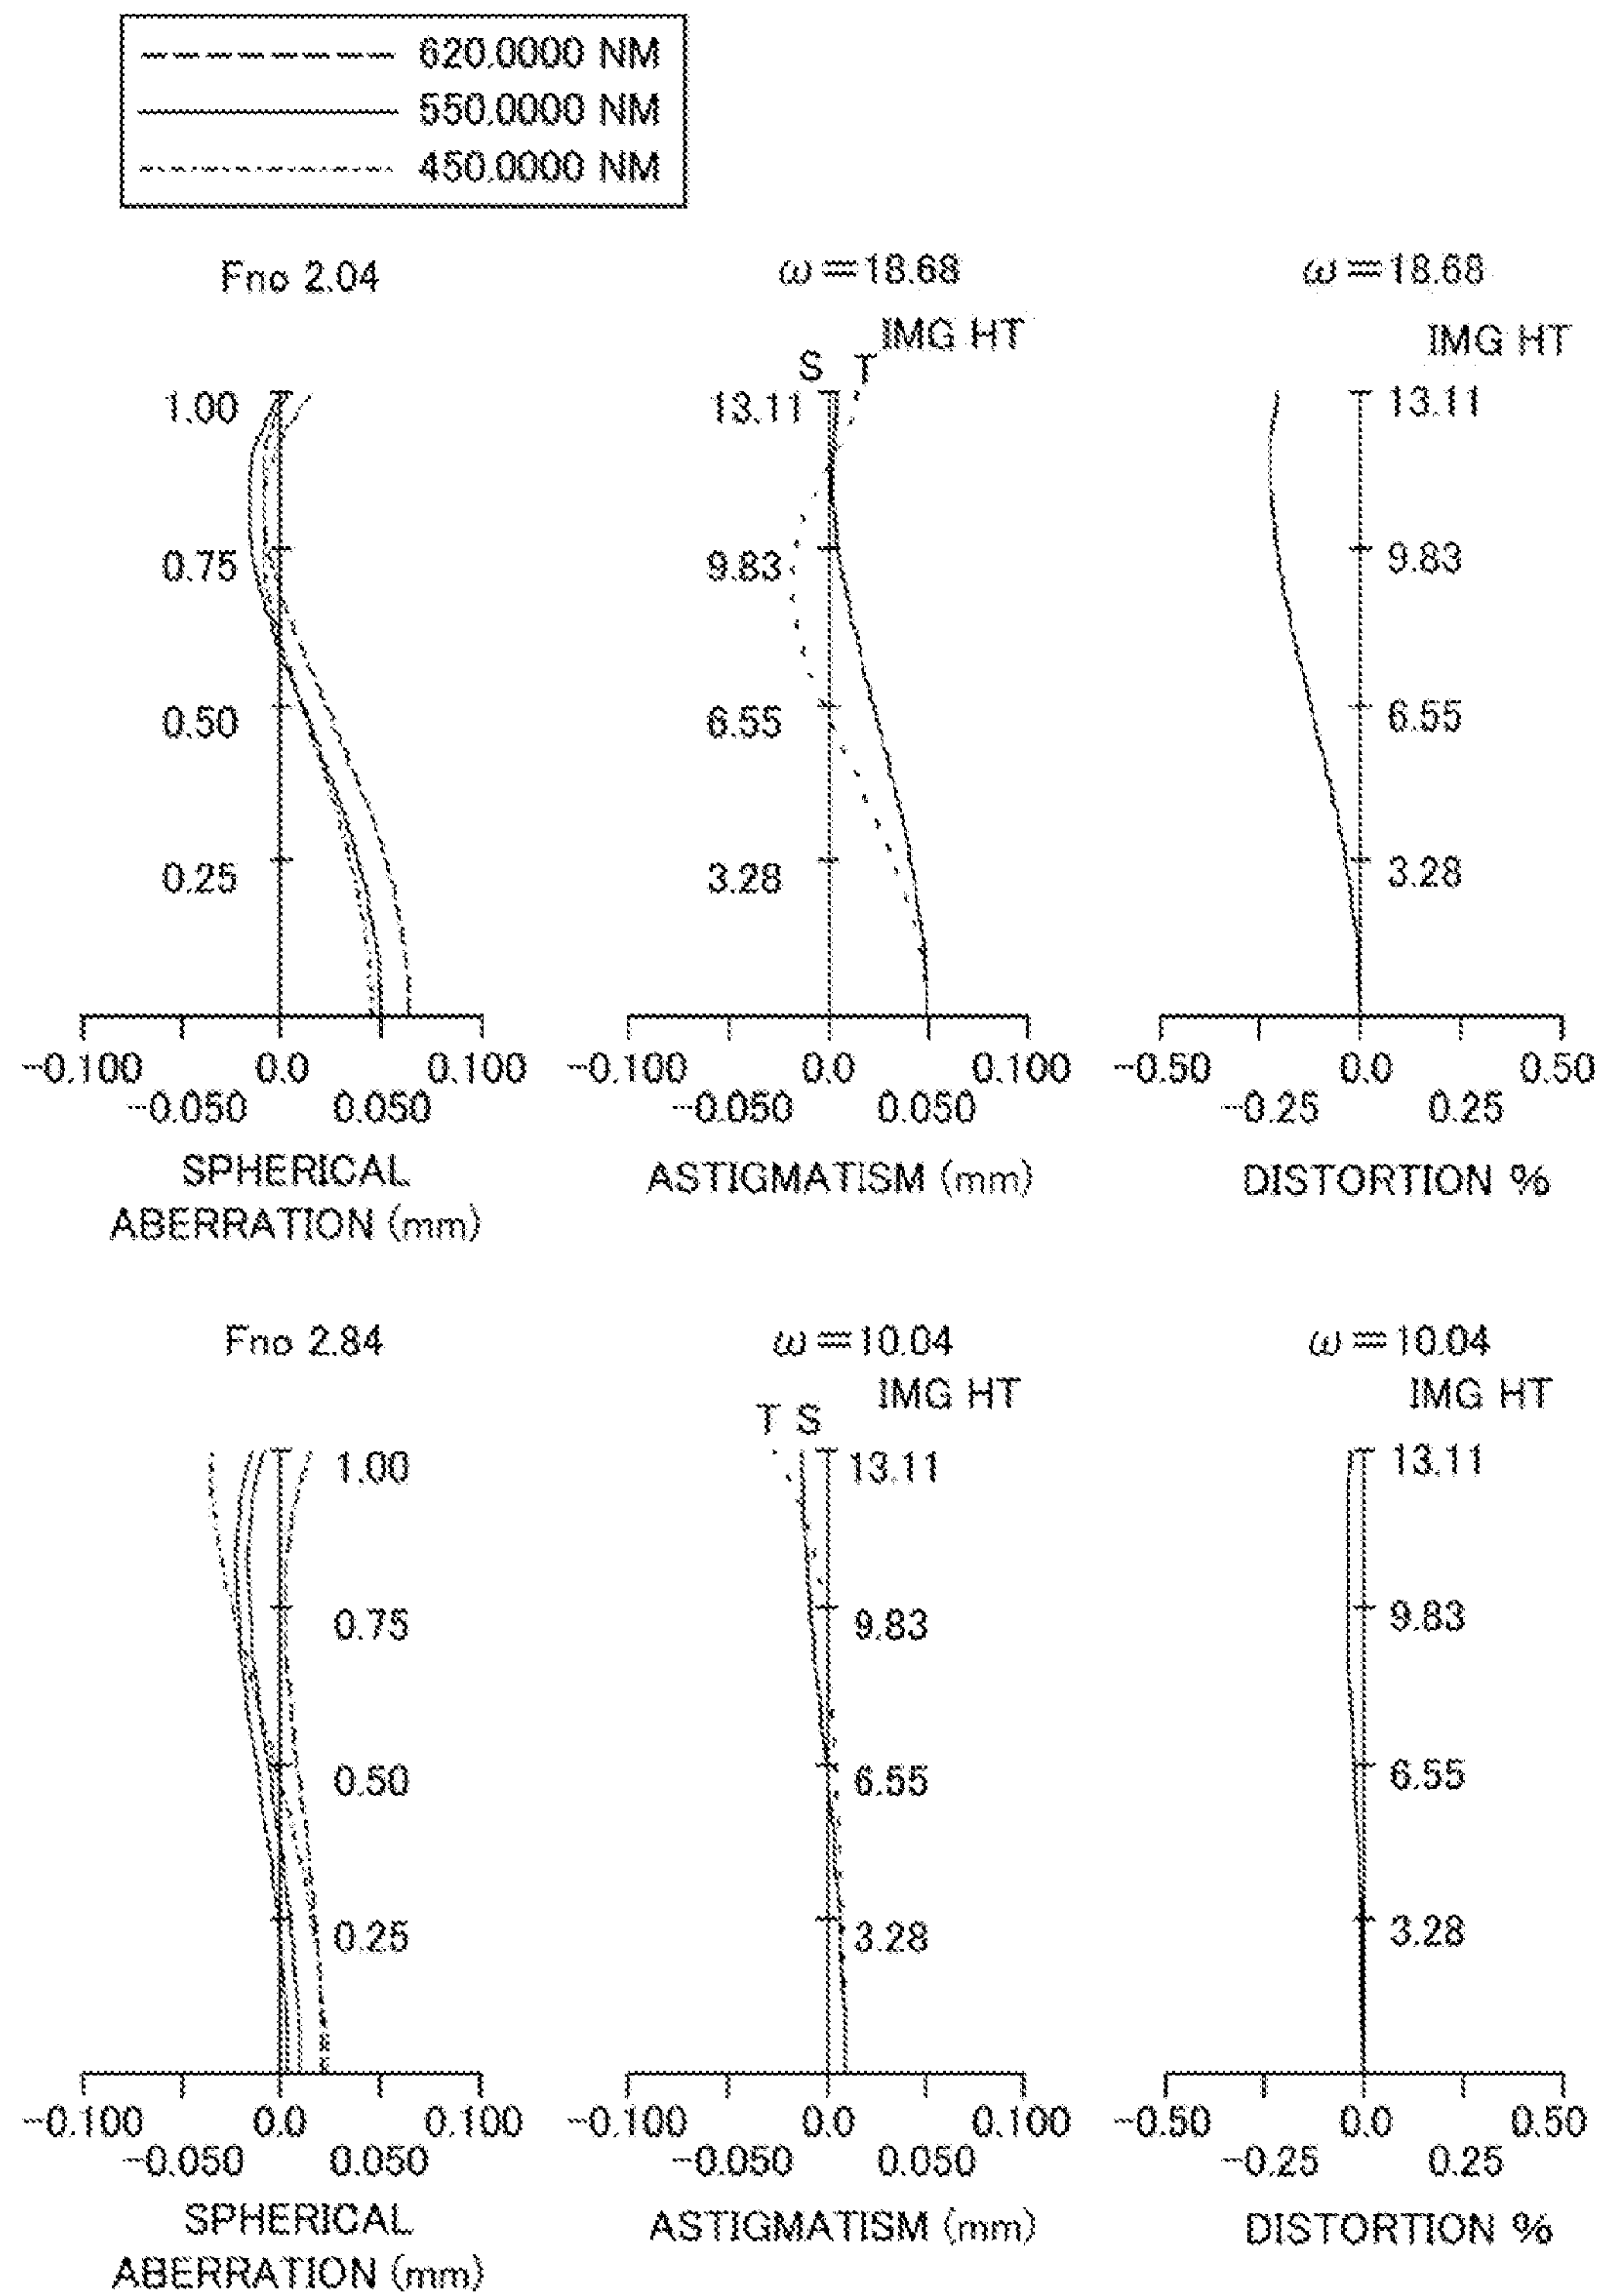 620.0000 NM
550.0000 NM
450.0000 NM
Fno 2.04
ω=18.68
ω=18.68
IMG HT
IMG HT
S T
1.00
13.11
13.11
0.75
9.83
9.83
0.50
6.55
6.55
0.25
3.28
3.28
-0.100 0.0 0.100
-0.050 0.050
-0.100 0.0 0.100
-0.050 0.050
-0.50 0.0 0.50
-0.25 0.25
SPHERICAL
ABERRATION (mm)
ASTIGMATISM (mm)
DISTORTION %
Fno 2.84
ω=10.04
ω=10.04
IMG HT
IMG HT
T S
1.00
13.11
13.11
0.75
9.83
9.83
0.50
6.55
6.55
0.25
3.28
3.28
-0.100 0.0 0.100
-0.050 0.050
-0.100 0.0 0.100
-0.050 0.050
-0.50 0.0 0.50
-0.25 0.25
SPHERICAL
ABERRATION (mm)
ASTIGMATISM (mm)
DISTORTION %